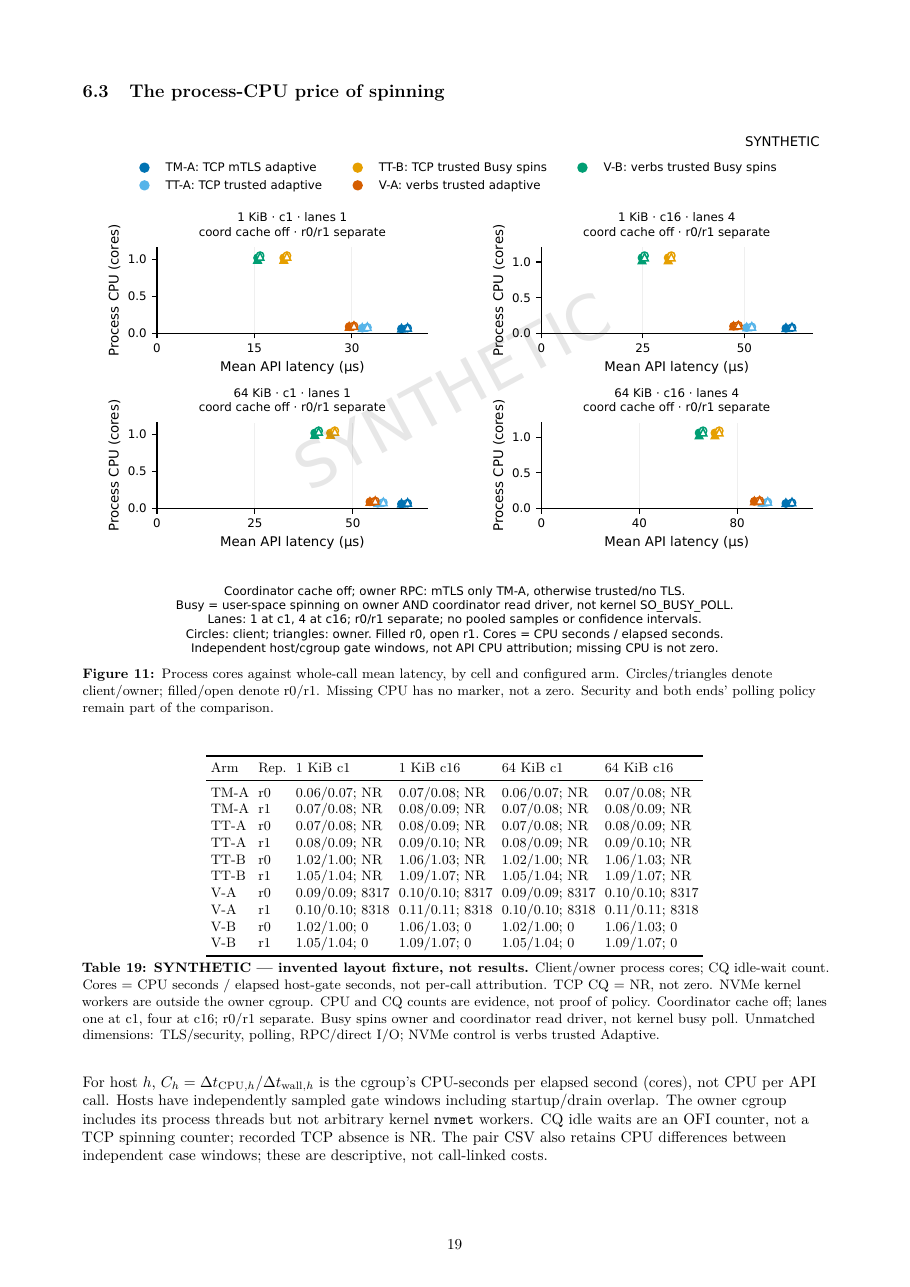 6.3 The process-CPU price of spinning
SYNTHETIC
TM-A: TCP mTLS adaptive
TT-B: TCP trusted Busy spins
V-B: verbs trusted Busy spins
TT-A: TCP trusted adaptive
V-A: verbs trusted adaptive
1 KiB · c1 · lanes 1
coord cache off · r0/r1 separate
Process CPU (cores)
1.0
0.5
0.0
0 15 30
Mean API latency (µs)
1 KiB · c16 · lanes 4
coord cache off · r0/r1 separate
Process CPU (cores)
1.0
0.5
0.0
0 25 50
Mean API latency (µs)
SYNTHETIC
64 KiB · c1 · lanes 1
coord cache off · r0/r1 separate
Process CPU (cores)
1.0
0.5
0.0
0 25 50
Mean API latency (µs)
64 KiB · c16 · lanes 4
coord cache off · r0/r1 separate
Process CPU (cores)
1.0
0.5
0.0
0 40 80
Mean API latency (µs)
Coordinator cache off; owner RPC: mTLS only TM-A, otherwise trusted/no TLS.
Busy = user-space spinning on owner AND coordinator read driver, not kernel SO_BUSY_POLL.
Lanes: 1 at c1, 4 at c16; r0/r1 separate; no pooled samples or confidence intervals.
Circles: client; triangles: owner. Filled r0, open r1. Cores = CPU seconds / elapsed seconds.
Independent host/cgroup gate windows, not API CPU attribution; missing CPU is not zero.
Figure 11: Process cores against whole-call mean latency, by cell and configured arm. Circles/triangles denote
client/owner; filled/open denote r0/r1. Missing CPU has no marker, not a zero. Security and both ends' polling policy
remain part of the comparison.
Arm Rep. 1 KiB c1 1 KiB c16 64 KiB c1 64 KiB c16
TM-A r0 0.06/0.07; NR 0.07/0.08; NR 0.06/0.07; NR 0.07/0.08; NR
TM-A r1 0.07/0.08; NR 0.08/0.09; NR 0.07/0.08; NR 0.08/0.09; NR
TT-A r0 0.07/0.08; NR 0.08/0.09; NR 0.07/0.08; NR 0.08/0.09; NR
TT-A r1 0.08/0.09; NR 0.09/0.10; NR 0.08/0.09; NR 0.09/0.10; NR
TT-B r0 1.02/1.00; NR 1.06/1.03; NR 1.02/1.00; NR 1.06/1.03; NR
TT-B r1 1.05/1.04; NR 1.09/1.07; NR 1.05/1.04; NR 1.09/1.07; NR
V-A r0 0.09/0.09; 8317 0.10/0.10; 8317 0.09/0.09; 8317 0.10/0.10; 8317
V-A r1 0.10/0.10; 8318 0.11/0.11; 8318 0.10/0.10; 8318 0.11/0.11; 8318
V-B r0 1.02/1.00; 0 1.06/1.03; 0 1.02/1.00; 0 1.06/1.03; 0
V-B r1 1.05/1.04; 0 1.09/1.07; 0 1.05/1.04; 0 1.09/1.07; 0
Table 19: SYNTHETIC — invented layout fixture, not results. Client/owner process cores; CQ idle-wait count.
Cores = CPU seconds / elapsed host-gate seconds, not per-call attribution. TCP CQ = NR, not zero. NVMe kernel
workers are outside the owner cgroup. CPU and CQ counts are evidence, not proof of policy. Coordinator cache off; lanes
one at c1, four at c16; r0/r1 separate. Busy spins owner and coordinator read driver, not kernel busy poll. Unmatched
dimensions: TLS/security, polling, RPC/direct I/O; NVMe control is verbs trusted Adaptive.
For host h, C_h = Δt_CPU,h/Δt_wall,h is the cgroup's CPU-seconds per elapsed second (cores), not CPU per API
call. Hosts have independently sampled gate windows including startup/drain overlap. The owner cgroup
includes its process threads but not arbitrary kernel nvmet workers. CQ idle waits are an OFI counter, not a
TCP spinning counter; recorded TCP absence is NR. The pair CSV also retains CPU differences between
independent case windows; these are descriptive, not call-linked costs.
19